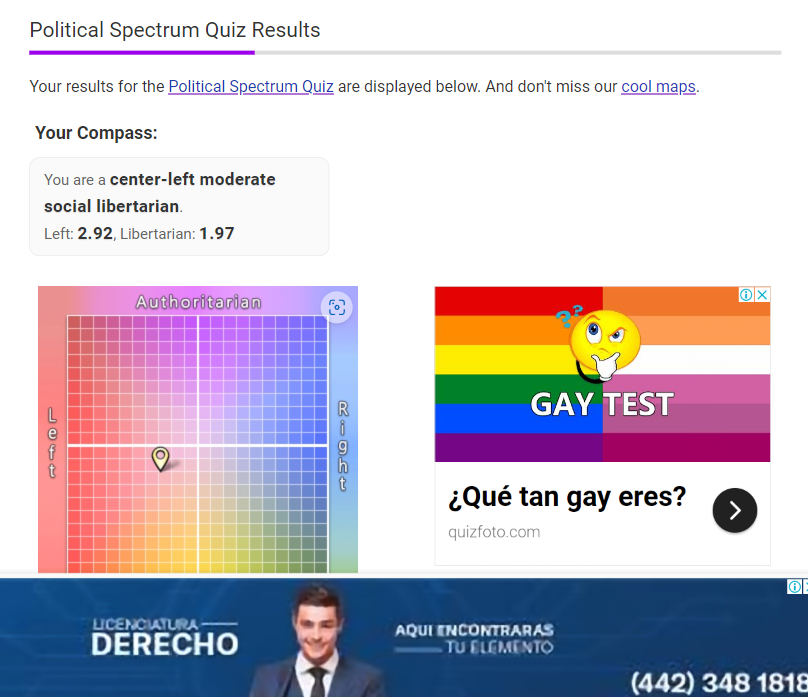 Political Spectrum Quiz Results
Your results for the Political Spectrum Quiz are displayed below. And don't miss our cool maps.
Your Compass:
You are a center-left moderate
social libertarian.
Left: 2.92, Libertarian: 1.97
Authoritarian
Left
Right
??
GAY TEST
¿Qué tan gay eres?
quizfoto.com
LICENCIATURA
DERECHO
AQUI ENCONTRARAS
TU ELEMENTO
(442) 348 1818